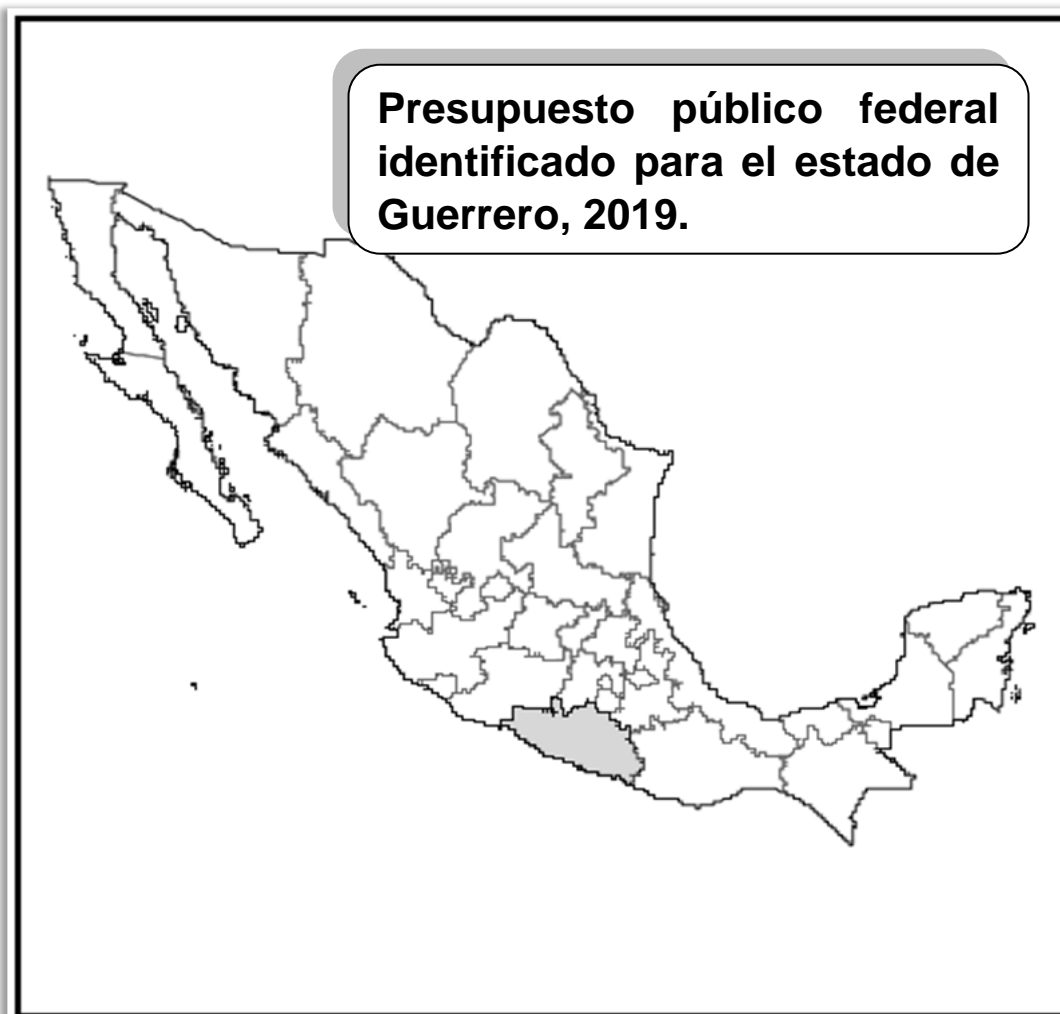 Presupuesto público federal
identificado para el estado de
Guerrero, 2019.